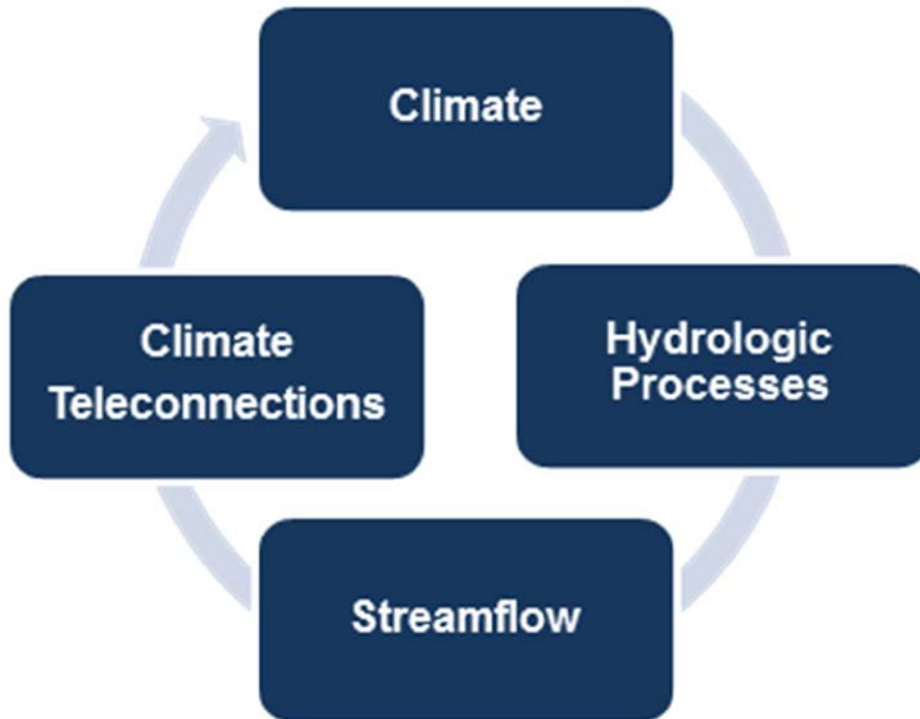 Climate
Hydrologic
Processes
Streamflow
Climate
Teleconnections